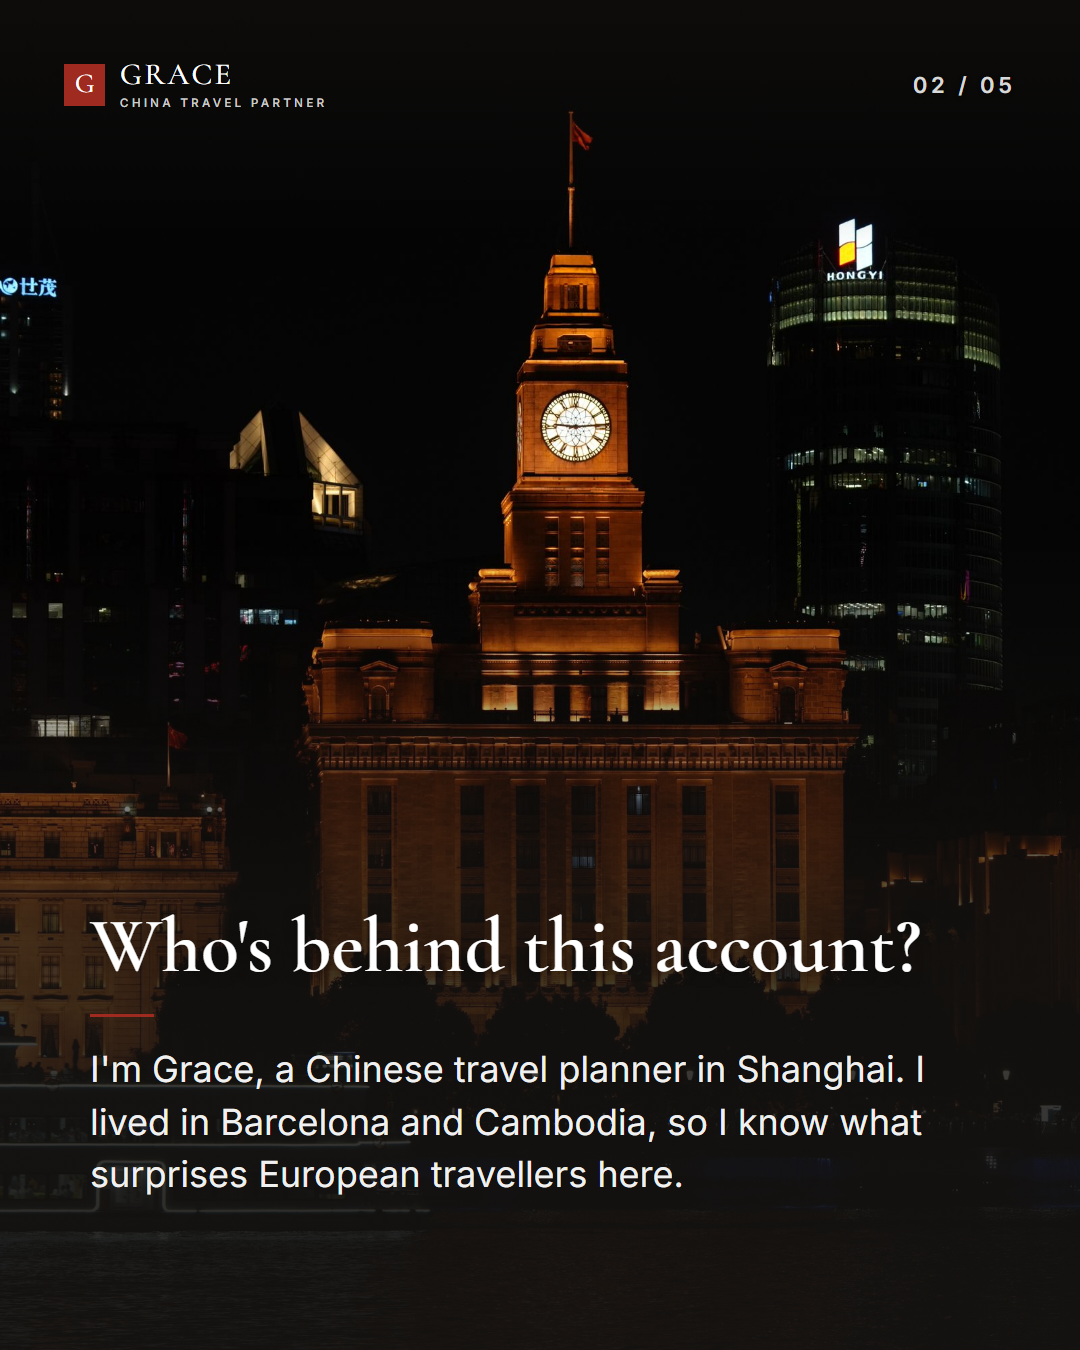 G
GRACE
CHINA TRAVEL PARTNER
02 / 05
HONGYI
世茂
Who's behind this account?
I'm Grace, a Chinese travel planner in Shanghai. I
lived in Barcelona and Cambodia, so I know what
surprises European travellers here.